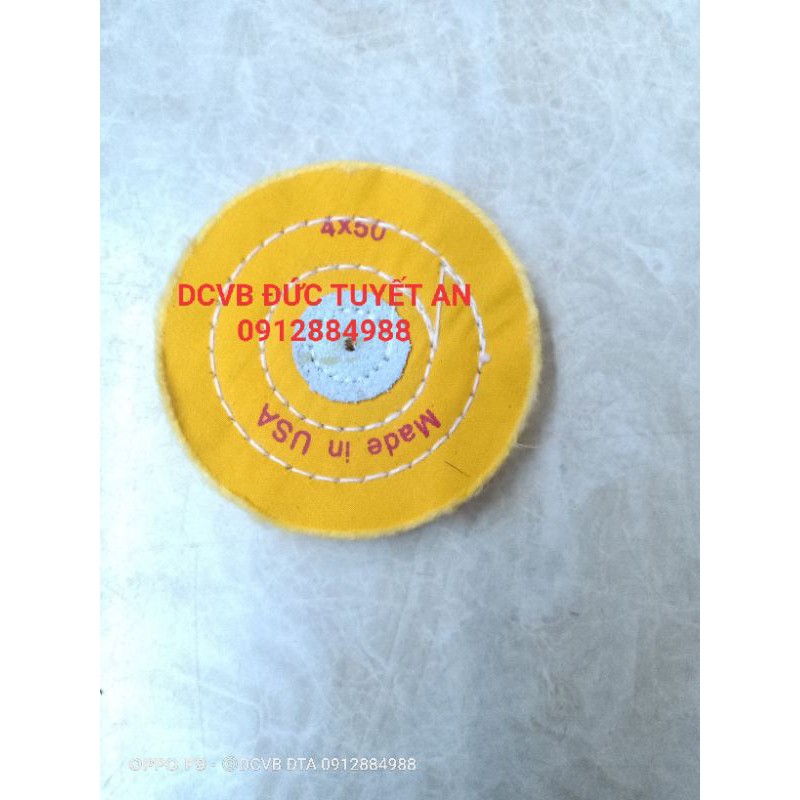 4X50
DCVB ĐỨC TUYẾT AN
0912884988
Made in USA
OPPO F9 - ©DCVB ĐTA 0912884988